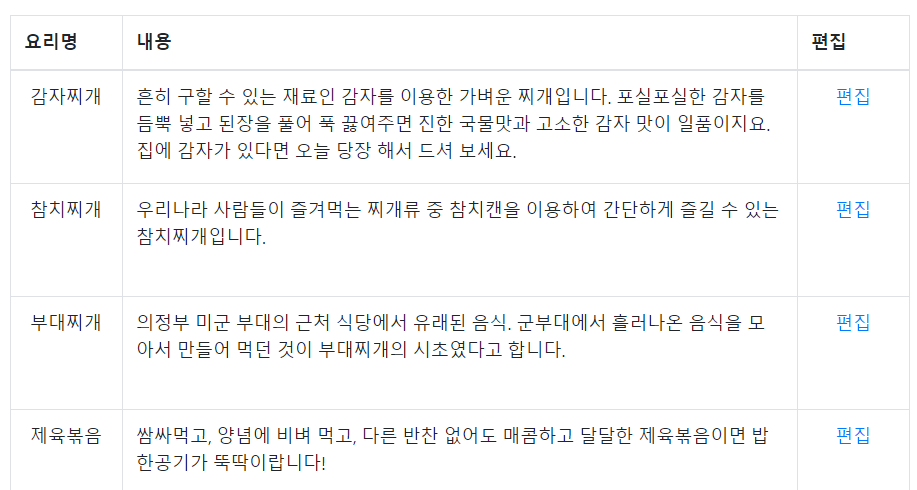 요리명 내용 편집
감자찌개 흔히 구할 수 있는 재료인 감자를 이용한 가벼운 찌개입니다. 포실포실한 감자를 편집
듬뿍 넣고 된장을 풀어 푹 끓여주면 진한 국물맛과 고소한 감자 맛이 일품이지요.
집에 감자가 있다면 오늘 당장 해서 드셔 보세요.
참치찌개 우리나라 사람들이 즐겨먹는 찌개류 중 참치캔을 이용하여 간단하게 즐길 수 있는 편집
참치찌개입니다.
부대찌개 의정부 미군 부대의 근처 식당에서 유래된 음식. 군부대에서 흘러나온 음식을 모 편집
아서 만들어 먹던 것이 부대찌개의 시초였다고 합니다.
제육볶음 쌈싸먹고, 양념에 비벼 먹고, 다른 반찬 없어도 매콤하고 달달한 제육볶음이면 밥 편집
한공기가 뚝딱이랍니다!